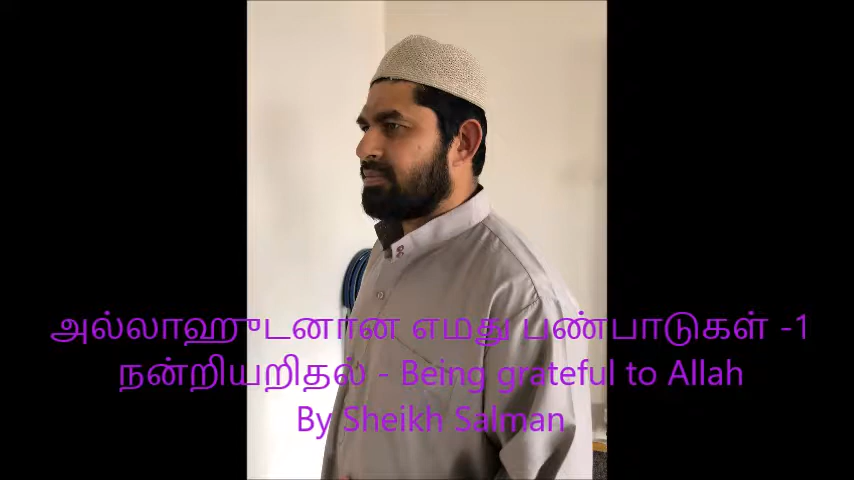 அல்லாஹுடனான எமது பண்பாடுகள் -1
நன்றியறிதல் - Being grateful to Allah
By Sheikh Salman